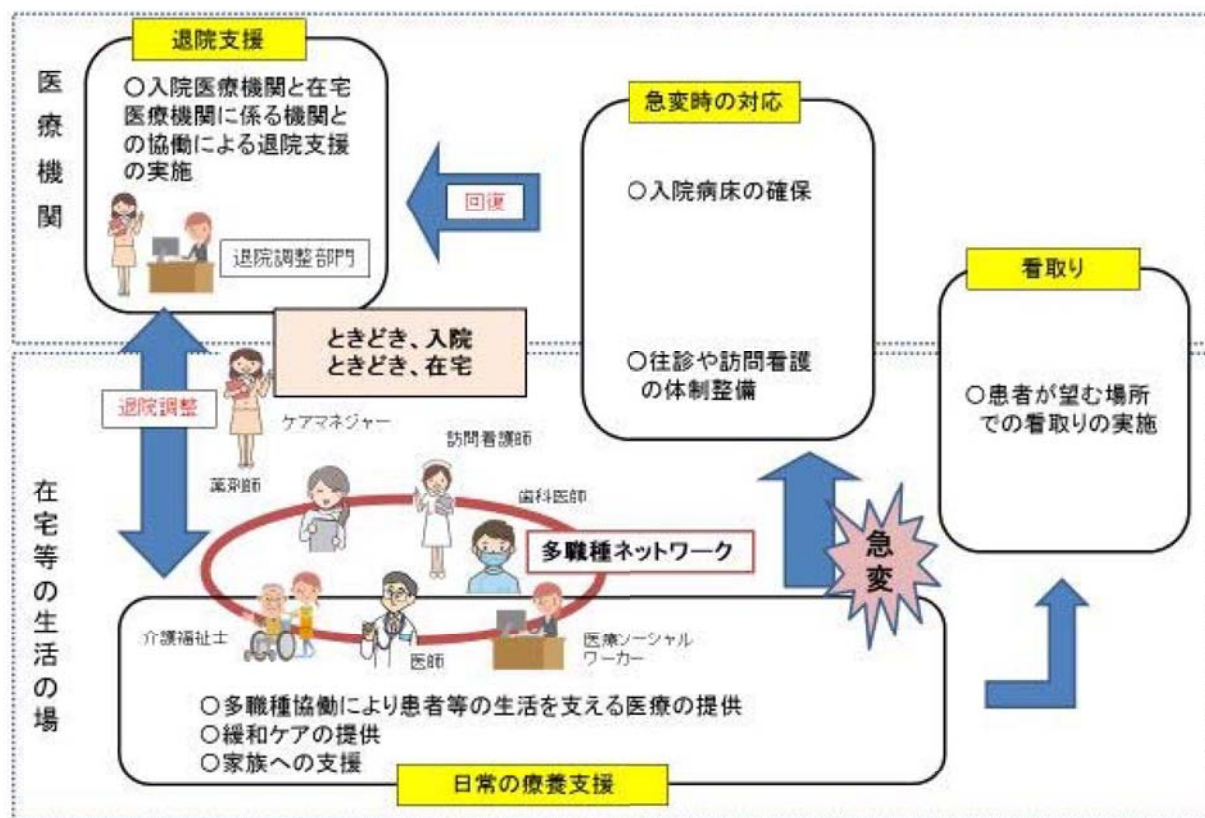 医療機関
退院支援
○入院医療機関と在宅
医療機関に係る機関と
の協働による退院支援
の実施
退院調整部門
回復
急変時の対応
○入院病床の確保
○往診や訪問看護
の体制整備
看取り
○患者が望む場所
での看取りの実施
ときどき、入院
ときどき、在宅
退院調整
在宅等の生活の場
ケアマネジャー
訪問看護師
薬剤師
歯科医師
多職種ネットワーク
急変
介護福祉士
医師
医療ソーシャル
ワーカー
○多職種協働により患者等の生活を支える医療の提供
○緩和ケアの提供
○家族への支援
日常の療養支援